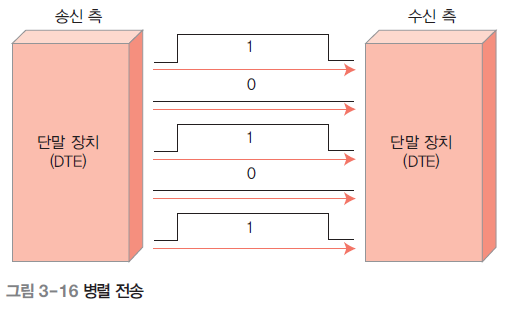 송신 측
수신 측
1
0
단말 장치
(DTE)
1
단말 장치
(DTE)
0
1
그림 3-16 병렬 전송